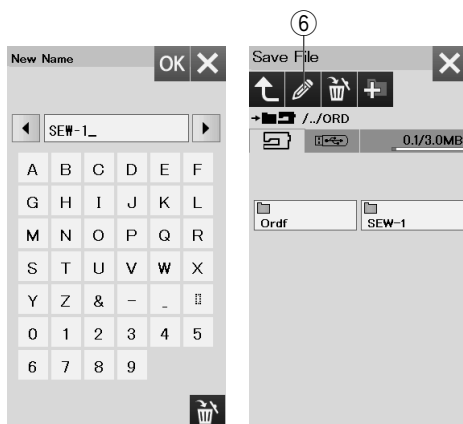 ⑥
New Name
OK
SEW-1_
A B C D E F
G H I J K L
M N O P Q R
S T U V W X
Y Z & - _
0 1 2 3 4 5
6 7 8 9
Save File
/../ORD
0.1/3.0MB
Ordf
SEW-1